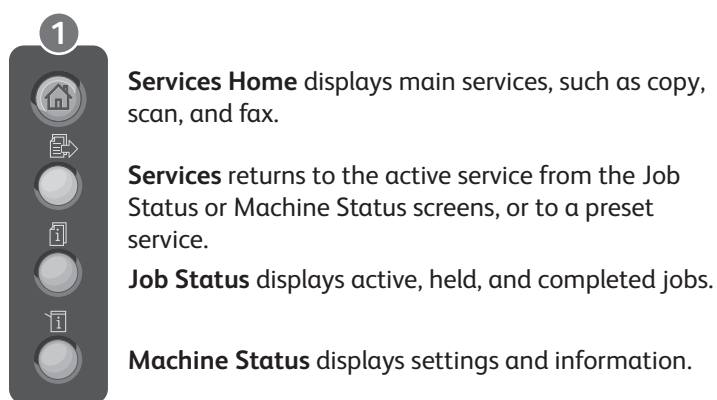 1
Services Home displays main services, such as copy,
scan, and fax.
Services returns to the active service from the Job
Status or Machine Status screens, or to a preset
service.
Job Status displays active, held, and completed jobs.
Machine Status displays settings and information.